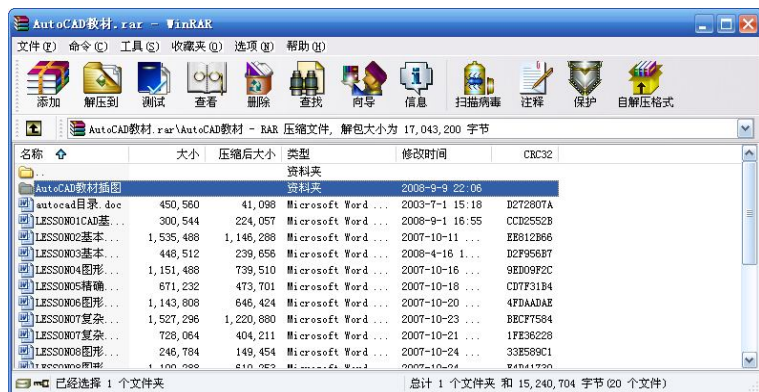 AutoCAD教材.rar - WinRAR
文件(F) 命令(C) 工具(S) 收藏夹(O) 选项(N) 帮助(H)
添加 解压到 测试 查看 删除 查找 向导 信息 扫描病毒 注释 保护 自解压格式
AutoCAD教材.rar\AutoCAD教材 - RAR 压缩文件, 解包大小为 17,043,200 字节
名称 大小 压缩后大小 类型 修改时间 CRC32
.. 资料夹
AutoCAD教材插图 资料夹 2008-9-9 22:06
autocad目录.doc 450,560 41,098 Microsoft Word ... 2003-7-1 15:18 D272807A
LESSON01CAD基... 300,544 224,057 Microsoft Word ... 2008-9-1 16:55 CCD2552B
LESSON02基本... 1,535,488 1,146,288 Microsoft Word ... 2007-10-11 ... EE812B66
LESSON03基本... 448,512 239,656 Microsoft Word ... 2008-4-16 1... D2F956B7
LESSON04图形... 1,151,488 739,510 Microsoft Word ... 2007-10-16 ... 9ED09F2C
LESSON05精确... 671,232 473,701 Microsoft Word ... 2007-10-18 ... CD7F31B4
LESSON06图形... 1,143,808 646,424 Microsoft Word ... 2007-10-20 ... 4FDAADAE
LESSON07复杂... 1,527,296 1,220,880 Microsoft Word ... 2007-10-23 ... BECF7584
LESSON07复杂... 728,064 404,211 Microsoft Word ... 2007-10-21 ... 1FE36228
LESSON08图形... 246,784 149,454 Microsoft Word ... 2007-10-24 ... 33E589C1
已经选择 1 个文件夹 总计 1 个文件夹 和 15,240,704 字节(20 个文件)